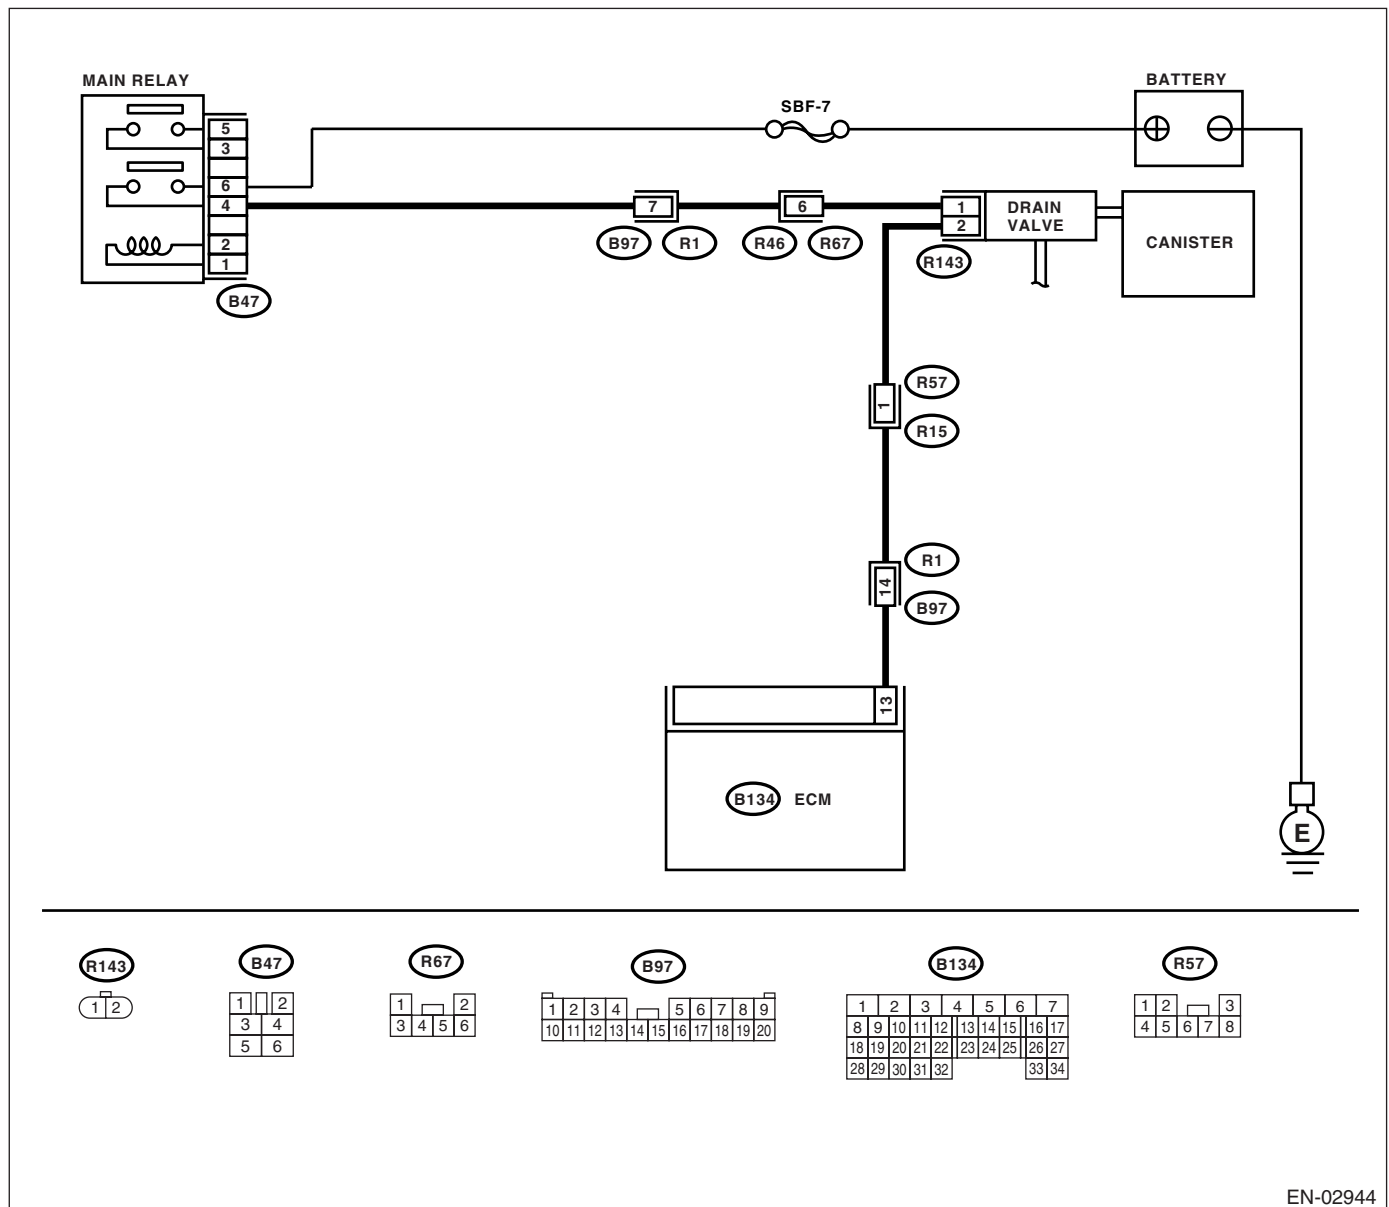 MAIN RELAY
BATTERY
SBF-7
5
3
6
4
2
1
B47
7
B97 R1
6
R46 R67
1
2
R143
DRAIN
VALVE
CANISTER
R57
1
R15
R1
14
B97
13
B134 ECM
E
R143
1 2
B47
1 2
3 4
5 6
R67
1 2
3 4 5 6
B97
1 2 3 4 5 6 7 8 9
10 11 12 13 14 15 16 17 18 19 20
B134
1 2 3 4 5 6 7
8 9 10 11 12 13 14 15 16 17
18 19 20 21 22 23 24 25 26 27
28 29 30 31 32 33 34
R57
1 2 3
4 5 6 7 8
EN-02944